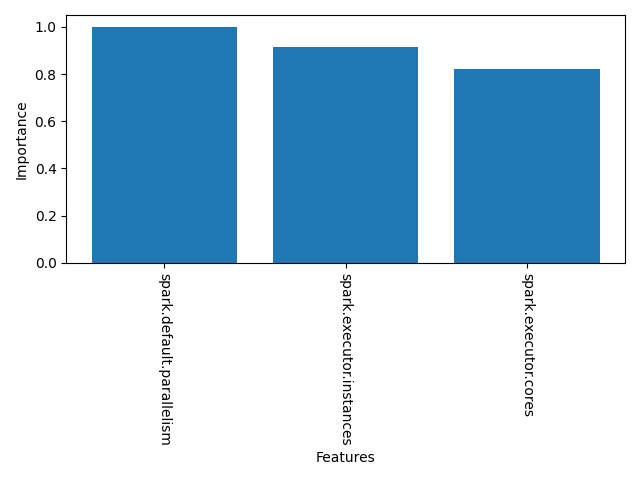 Importance
1.0
0.8
0.6
0.4
0.2
0.0
spark.default.parallelism
spark.executor.instances
spark.executor.cores
Features